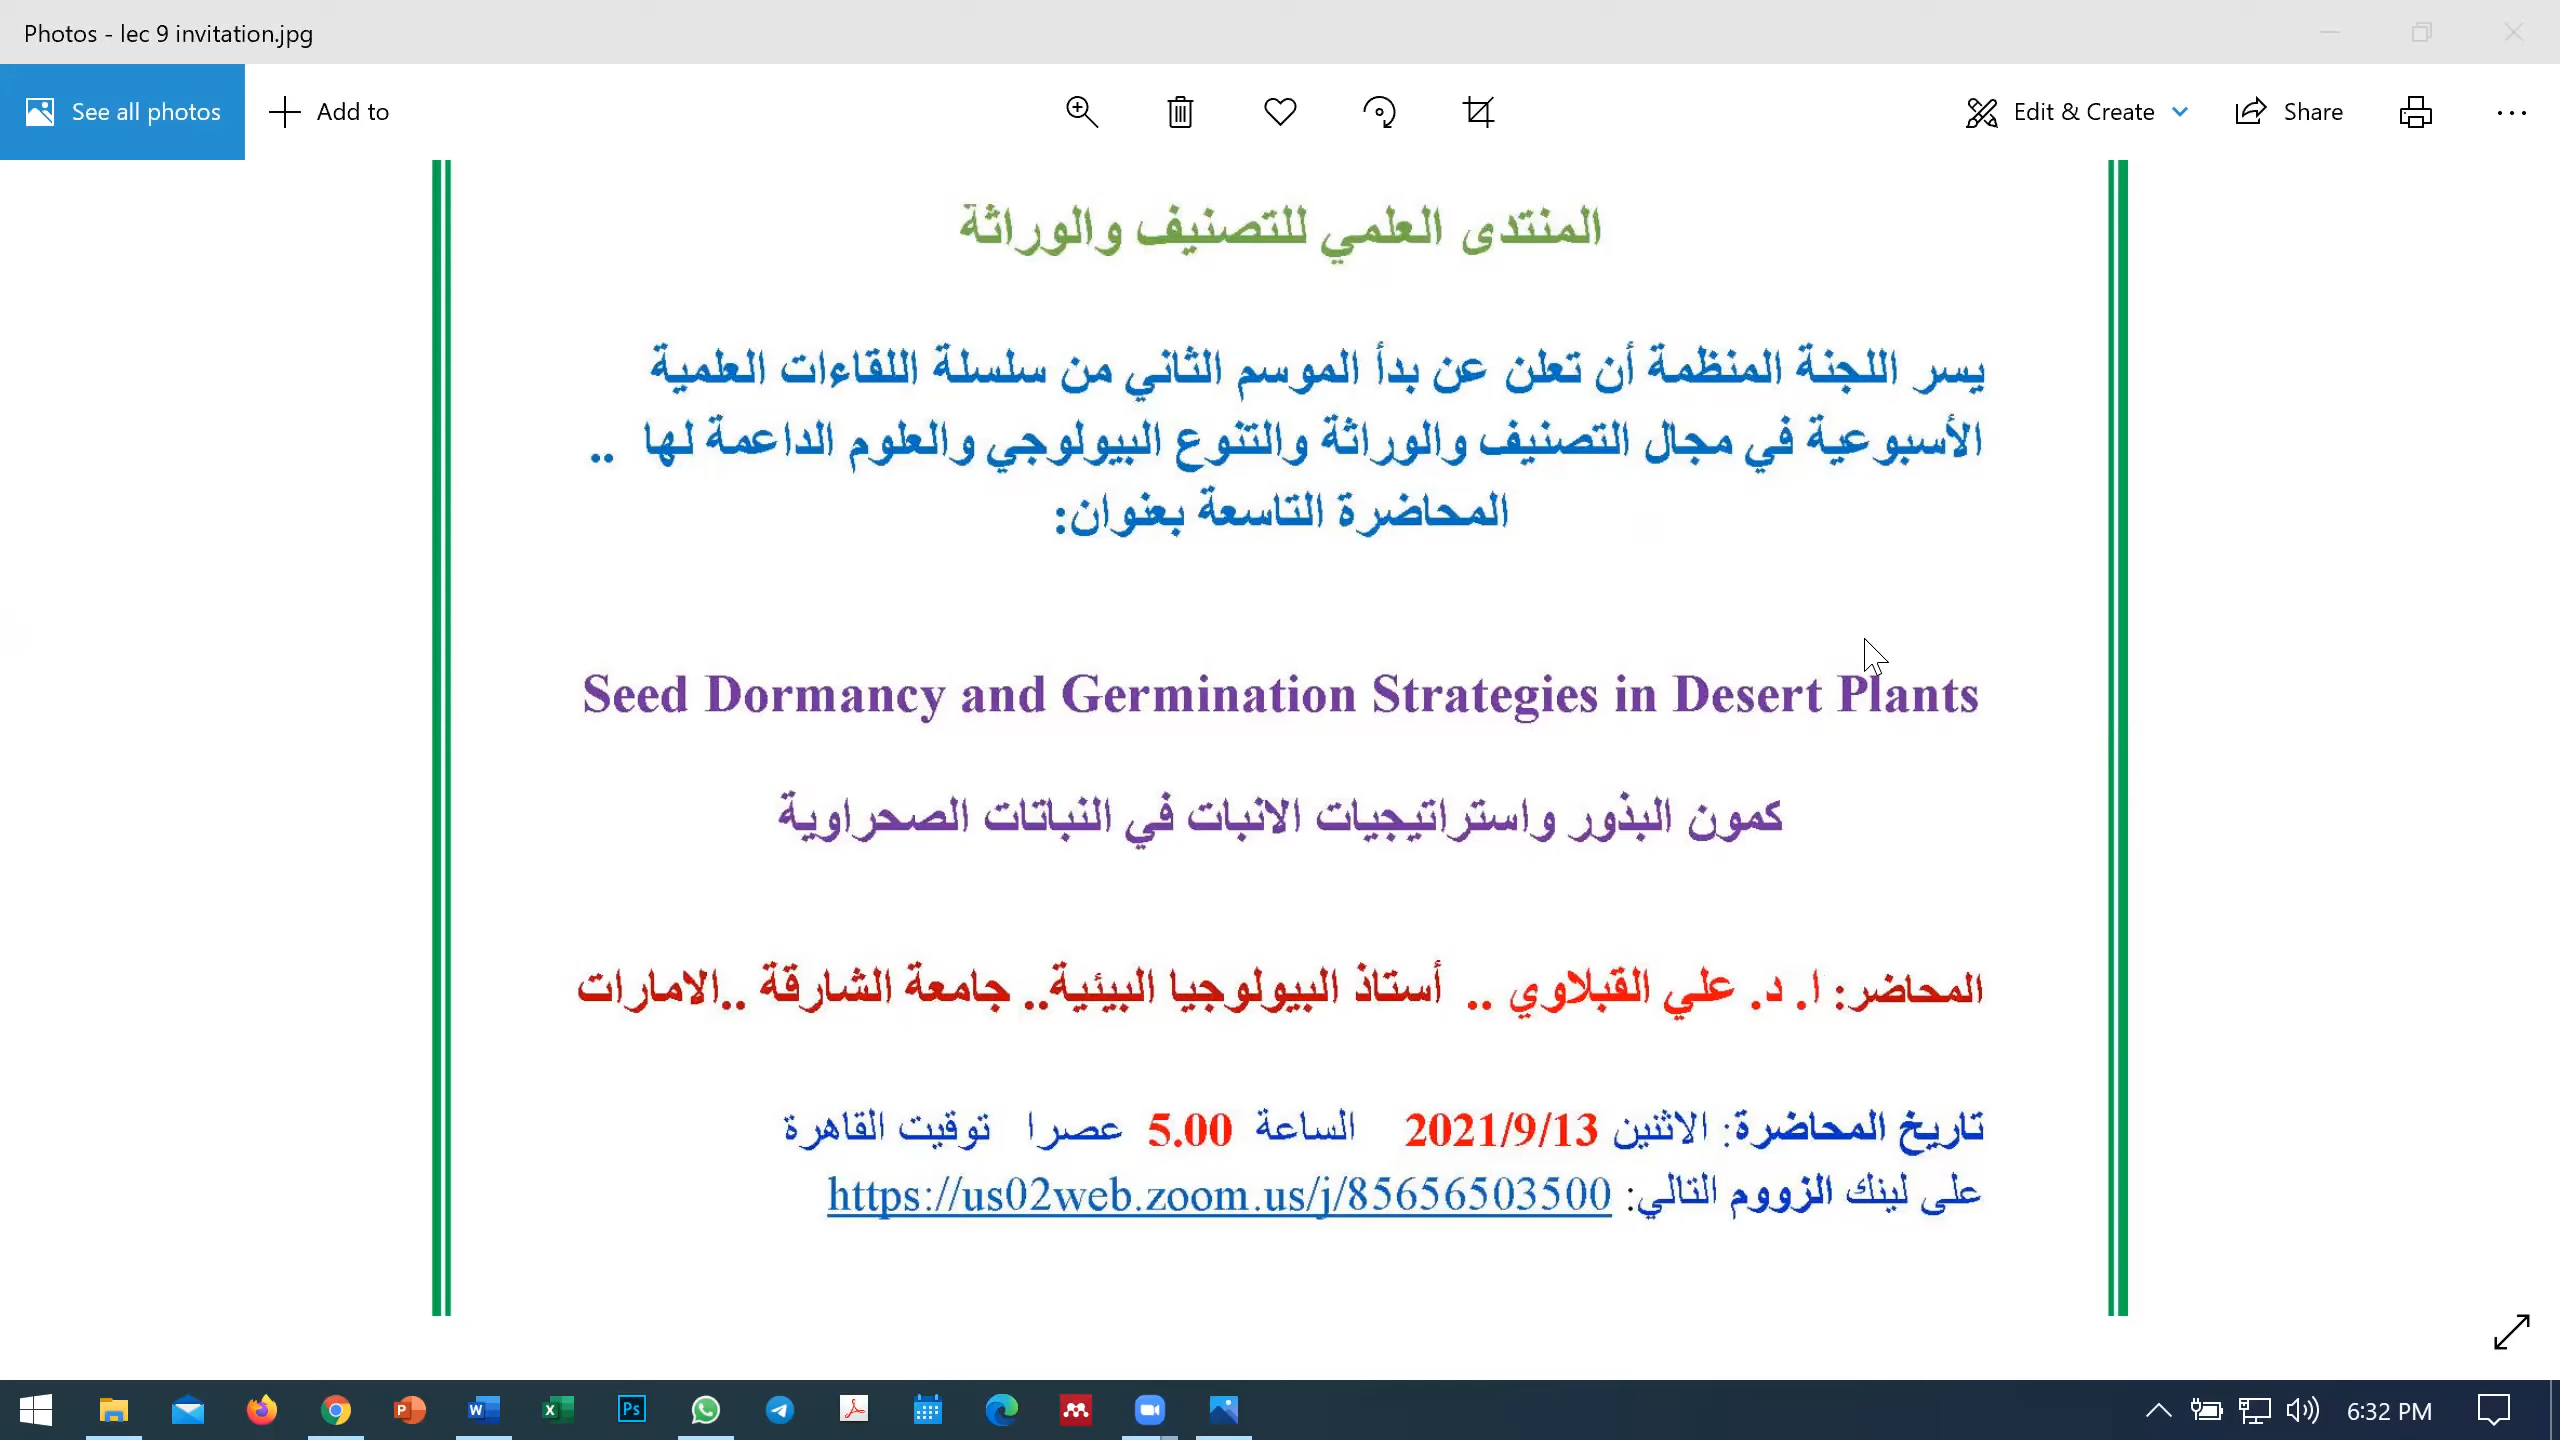 Photos - lec 9 invitation.jpg
See all photos
Add to
Edit & Create
Share
المنتدى العلمي للتصنيف والوراثة
يسر اللجنة المنظمة أن تعلن عن بدأ الموسم الثاني من سلسلة اللقاءات العلمية
الأسبوعية في مجال التصنيف والوراثة والتنوع البيولوجي والعلوم الداعمة لها ..
المحاضرة التاسعة بعنوان:
Seed Dormancy and Germination Strategies in Desert Plants
كمون البذور واستراتيجيات الانبات في النباتات الصحراوية
المحاضر: ا. د. علي القبلاوي .. أستاذ البيولوجيا البيئية.. جامعة الشارقة ..الامارات
تاريخ المحاضرة: الاثنين 2021/9/13 الساعة 5.00 عصرا توقيت القاهرة
على لينك الزووم التالي: https://us02web.zoom.us/j/85656503500
Ps
6:32 PM